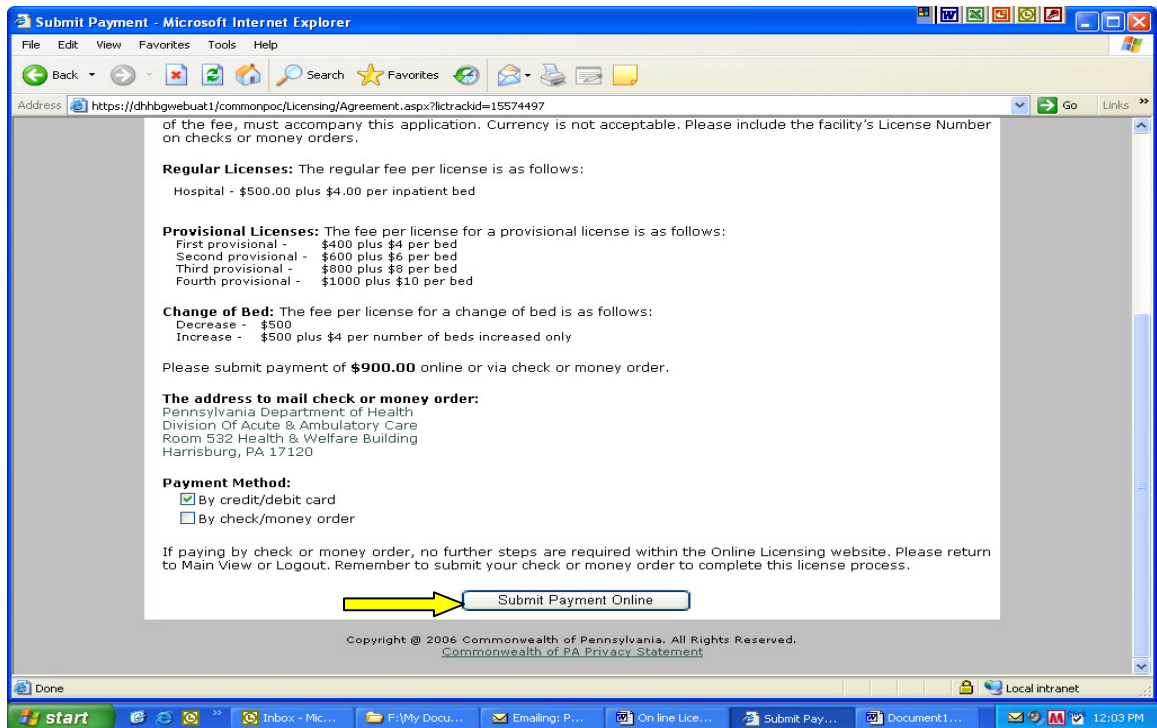 Submit Payment - Microsoft Internet Explorer
File Edit View Favorites Tools Help
Back Search Favorites
Address https://dhhbgwebuat1/commonpoc/Licensing/Agreement.aspx?lictrackid=15574497 Go Links »
of the fee, must accompany this application. Currency is not acceptable. Please include the facility's License Number
on checks or money orders.
Regular Licenses: The regular fee per license is as follows:
Hospital - $500.00 plus $4.00 per inpatient bed
Provisional Licenses: The fee per license for a provisional license is as follows:
First provisional - $400 plus $4 per bed
Second provisional - $600 plus $6 per bed
Third provisional - $800 plus $8 per bed
Fourth provisional - $1000 plus $10 per bed
Change of Bed: The fee per license for a change of bed is as follows:
Decrease - $500
Increase - $500 plus $4 per number of beds increased only
Please submit payment of $900.00 online or via check or money order.
The address to mail check or money order:
Pennsylvania Department of Health
Division Of Acute & Ambulatory Care
Room 532 Health & Welfare Building
Harrisburg, PA 17120
Payment Method:
By credit/debit card
By check/money order
If paying by check or money order, no further steps are required within the Online Licensing website. Please return
to Main View or Logout. Remember to submit your check or money order to complete this license process.
Submit Payment Online
Copyright @ 2006 Commonwealth of Pennsylvania. All Rights Reserved.
Commonwealth of PA Privacy Statement
Done Local intranet
start » Inbox - Mic... F:\My Docu... Emailing: P... On line Lice... Submit Pay... Document1... 12:03 PM